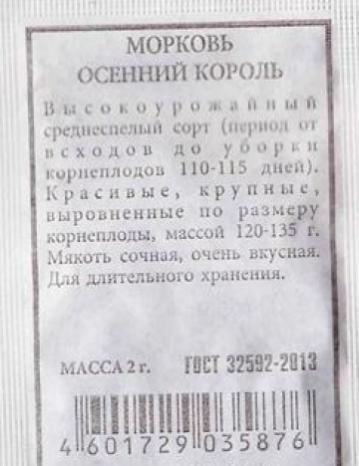 МОРКОВЬ
ОСЕННИЙ КОРОЛЬ
Высокоурожайный
среднеспелый сорт (период от
всходов до уборки
корнеплодов 110-115 дней).
Красивые, крупные,
выровненные по размеру
корнеплоды, массой 120-135 г.
Мякоть сочная, очень вкусная.
Для длительного хранения.
МАССА 2 г. ГОСТ 32592-2013
4 601729 035876